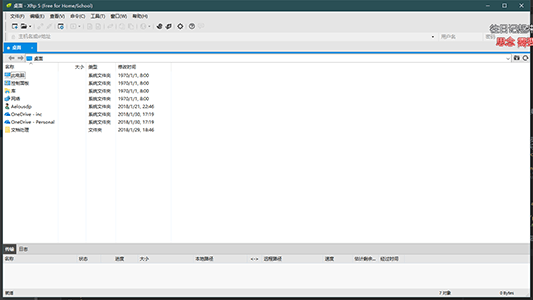 桌面 - Xftp 5 (Free for Home/School)
文件(F) 编辑(E) 查看(V) 命令(C) 工具(T) 窗口(W) 帮助(H)
主机名或IP地址 用户名 密码
桌面
桌面
名称 大小 类型 修改时间
此电脑 系统文件夹 1970/1/1, 8:00
控制面板 系统文件夹 1970/1/1, 8:00
库 系统文件夹 1970/1/1, 8:00
网络 系统文件夹 1970/1/1, 8:00
Aelousdp 系统文件夹 2018/1/21, 22:46
OneDrive - inc 系统文件夹 2018/1/30, 17:19
OneDrive - Personal 系统文件夹 2018/1/30, 17:19
文档处理 文件夹 2018/1/29, 18:46
传输 日志
名称 状态 进度 大小 本地路径 <-> 远程路径 速度 估计剩余... 经过时间
就绪 7 对象 0 Bytes
往日记
思念